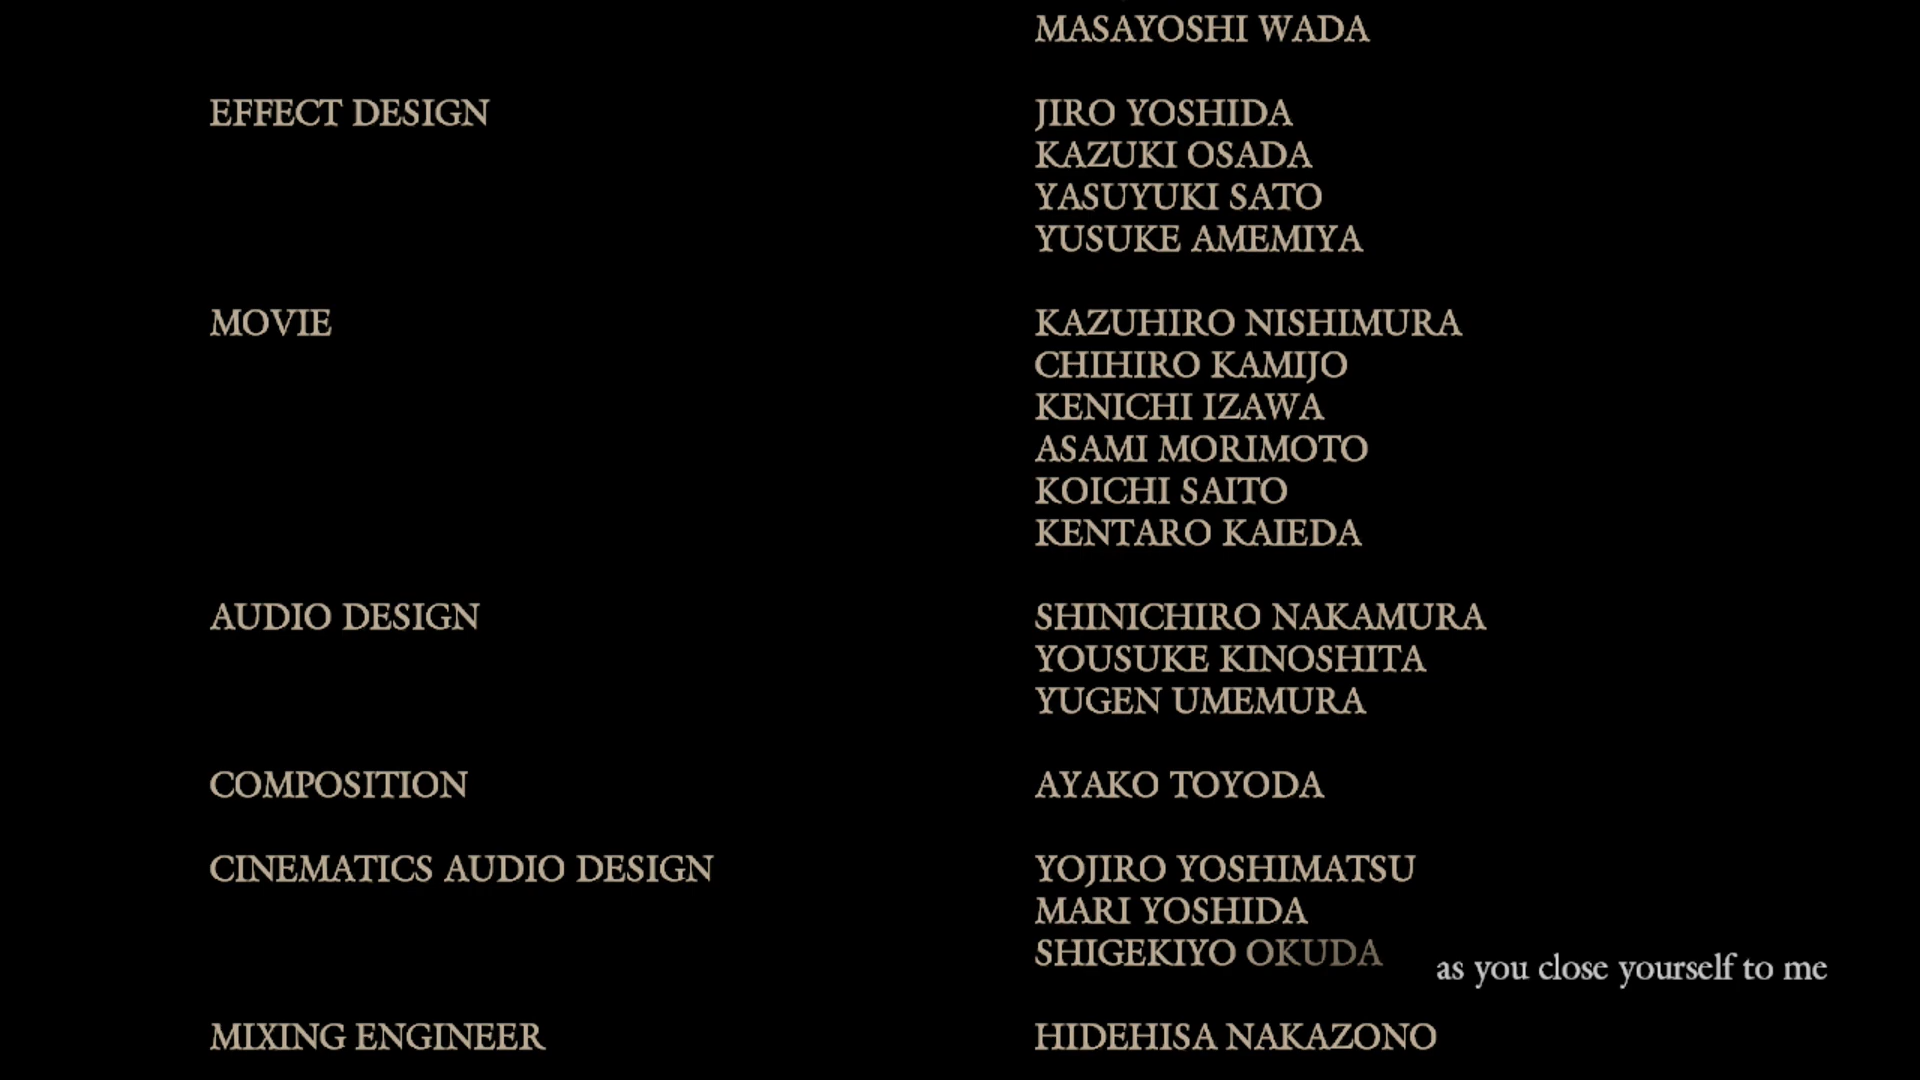 MASAYOSHI WADA
EFFECT DESIGN JIRO YOSHIDA
KAZUKI OSADA
YASUYUKI SATO
YUSUKE AMEMIYA
MOVIE KAZUHIRO NISHIMURA
CHIHIRO KAMIJO
KENICHI IZAWA
ASAMI MORIMOTO
KOICHI SAITO
KENTARO KAIEDA
AUDIO DESIGN SHINICHIRO NAKAMURA
YOUSUKE KINOSHITA
YUGEN UMEMURA
COMPOSITION AYAKO TOYODA
CINEMATICS AUDIO DESIGN YOJIRO YOSHIMATSU
MARI YOSHIDA
SHIGEKIYO OKUDA
as you close yourself to me
MIXING ENGINEER HIDEHISA NAKAZONO